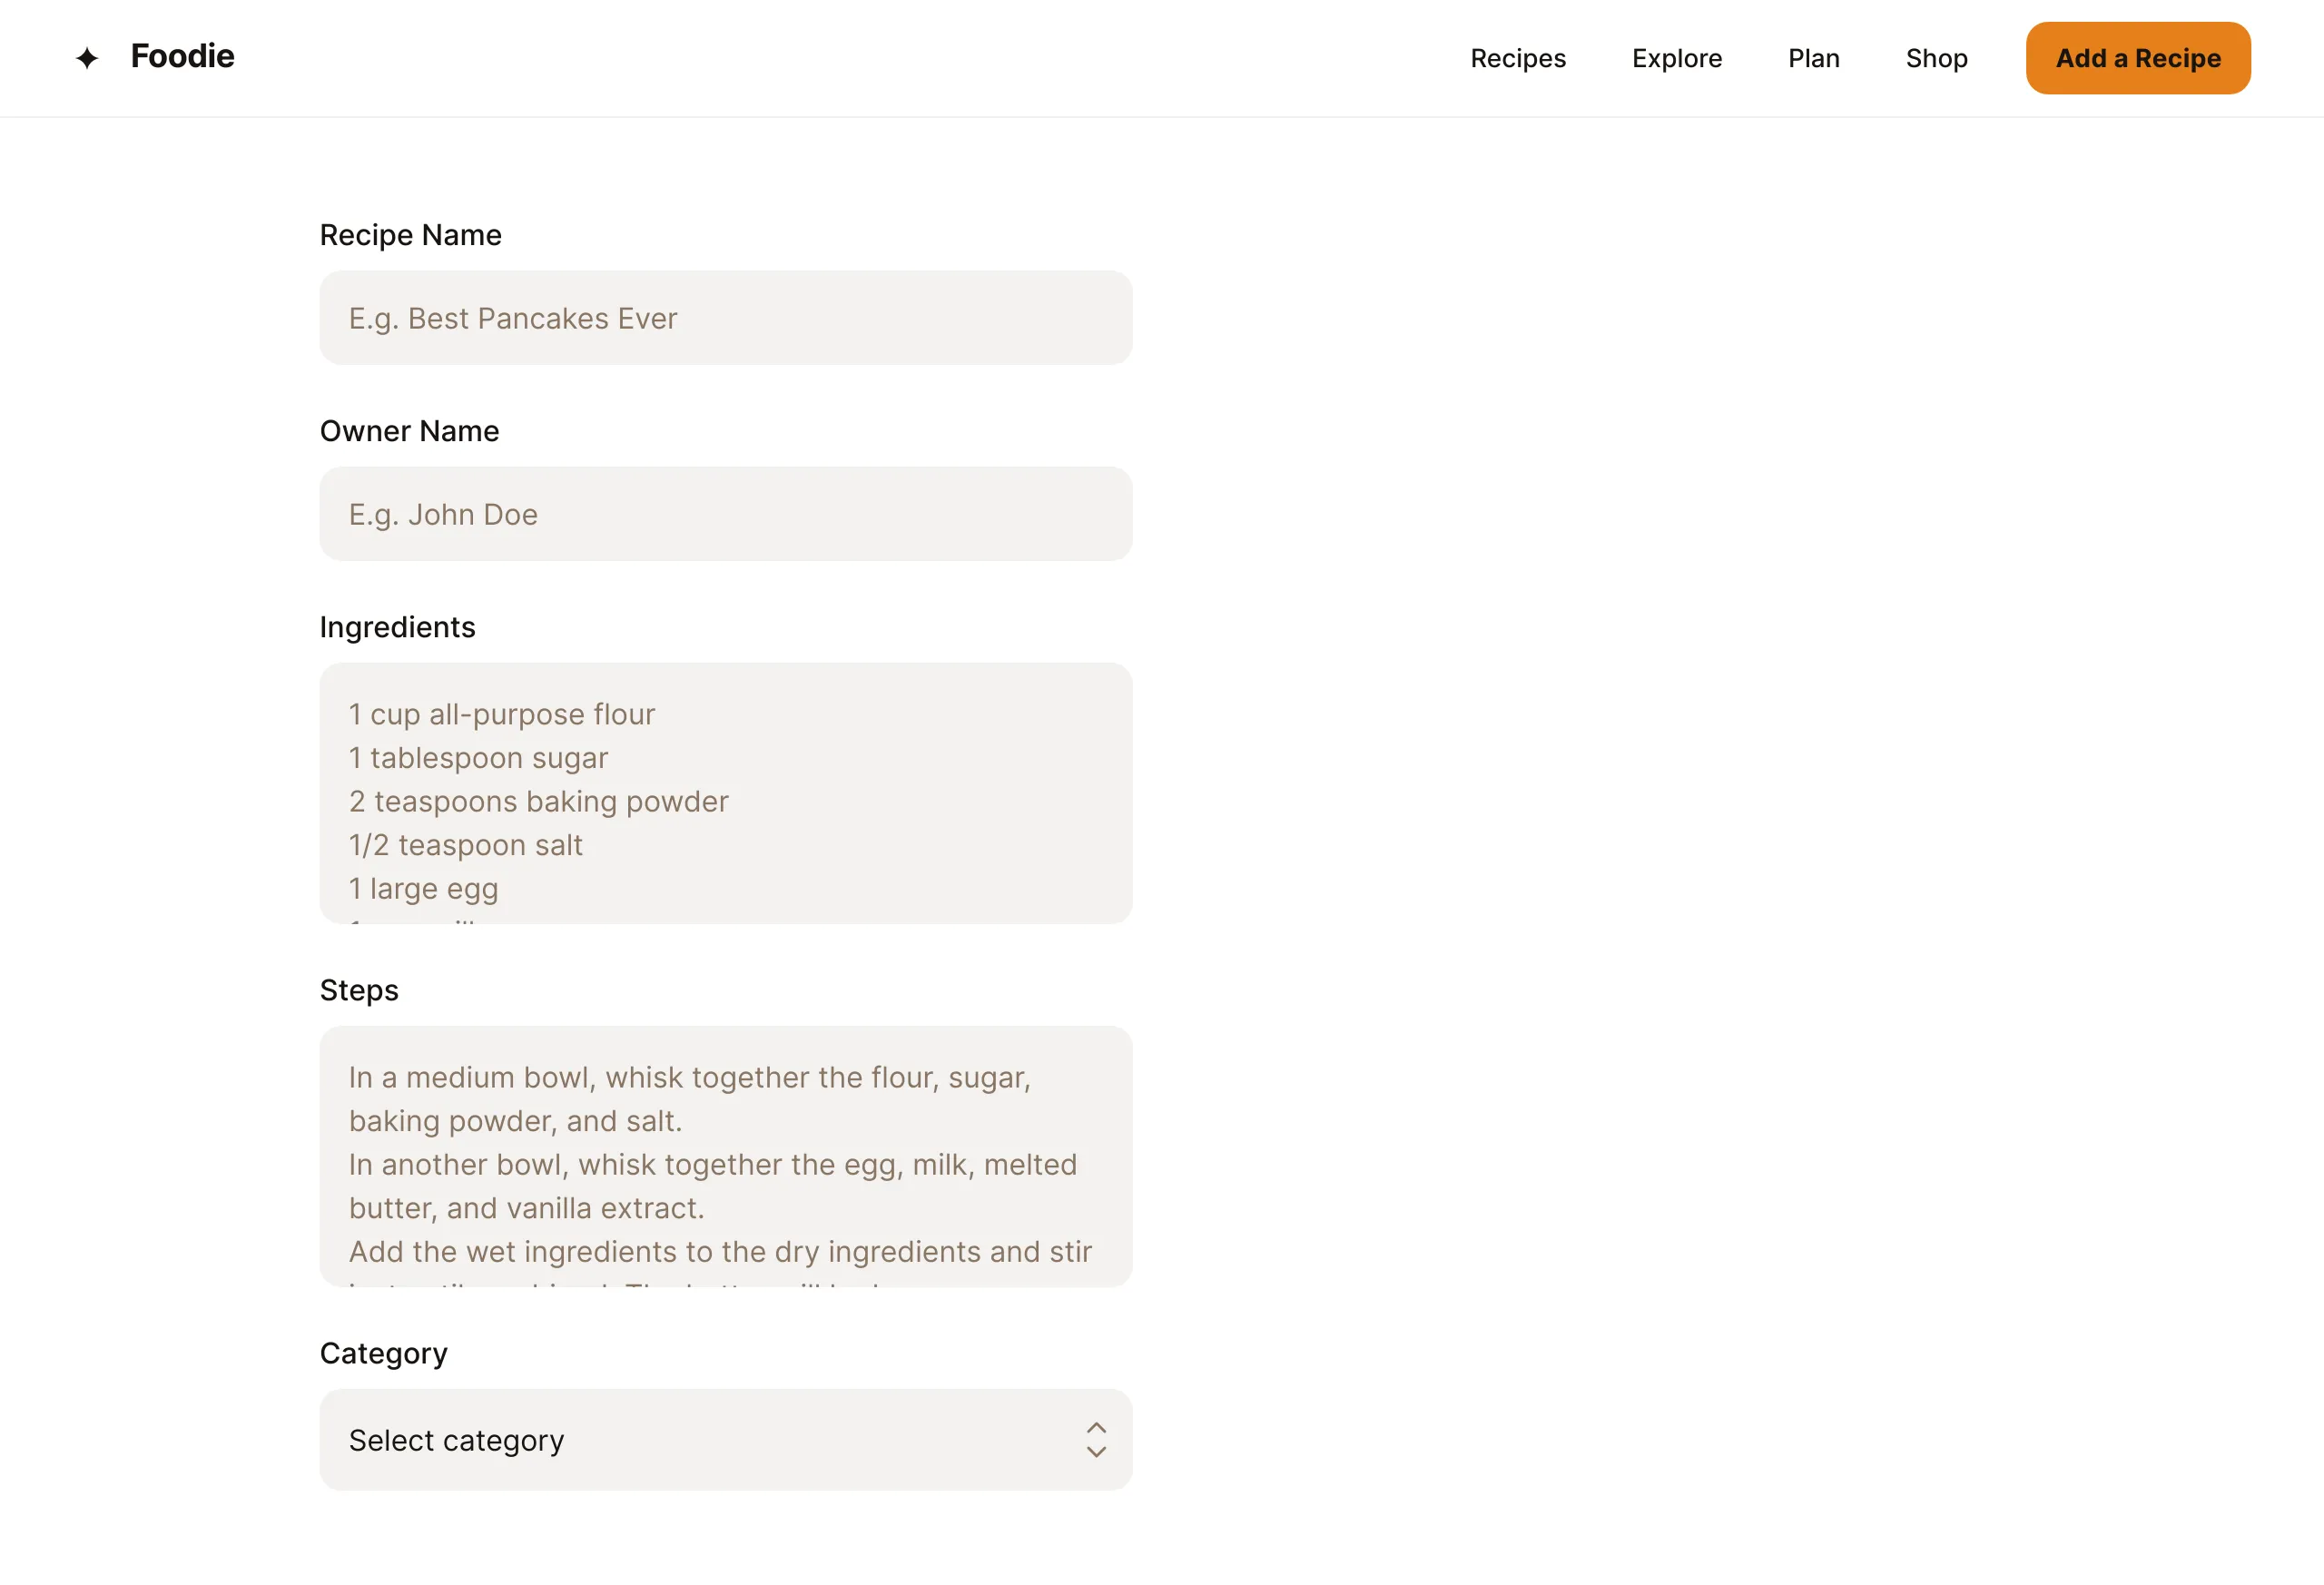 Foodie
Recipes
Explore
Plan
Shop
Add a Recipe
Recipe Name
E.g. Best Pancakes Ever
Owner Name
E.g. John Doe
Ingredients
1 cup all-purpose flour
1 tablespoon sugar
2 teaspoons baking powder
1/2 teaspoon salt
1 large egg
Steps
In a medium bowl, whisk together the flour, sugar,
baking powder, and salt.
In another bowl, whisk together the egg, milk, melted
butter, and vanilla extract.
Add the wet ingredients to the dry ingredients and stir
Category
Select category